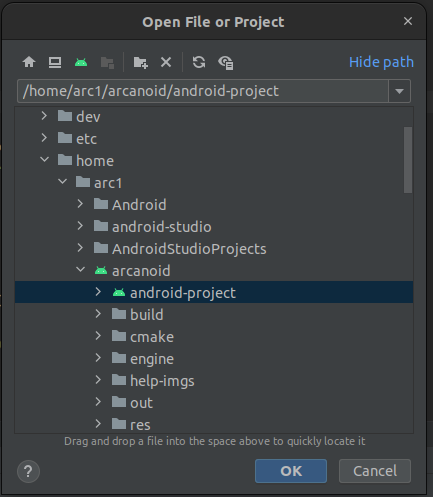 Open File or Project
Hide path
/home/arc1/arcanoid/android-project
dev
etc
home
arc1
Android
android-studio
AndroidStudioProjects
arcanoid
android-project
build
cmake
engine
help-imgs
out
res
Drag and drop a file into the space above to quickly locate it
?
OK
Cancel